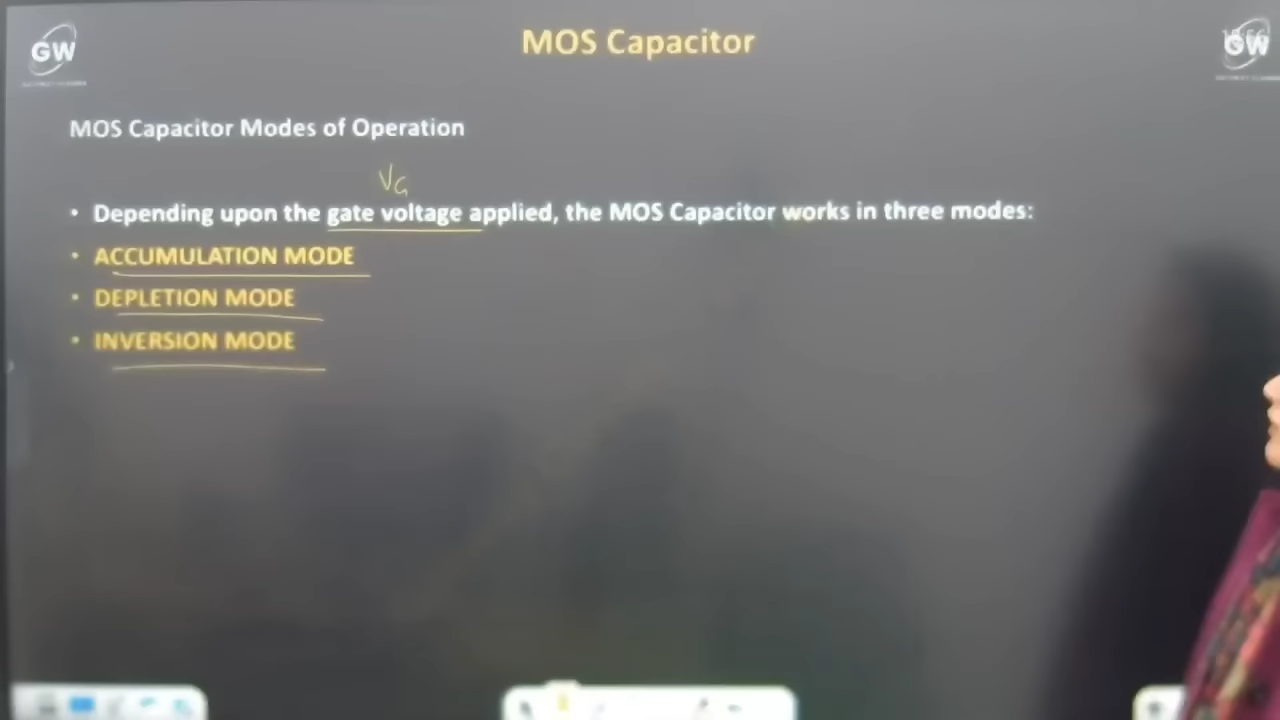 MOS Capacitor
GW
GW
MOS Capacitor Modes of Operation
VG
• Depending upon the gate voltage applied, the MOS Capacitor works in three modes:
• ACCUMULATION MODE
• DEPLETION MODE
• INVERSION MODE